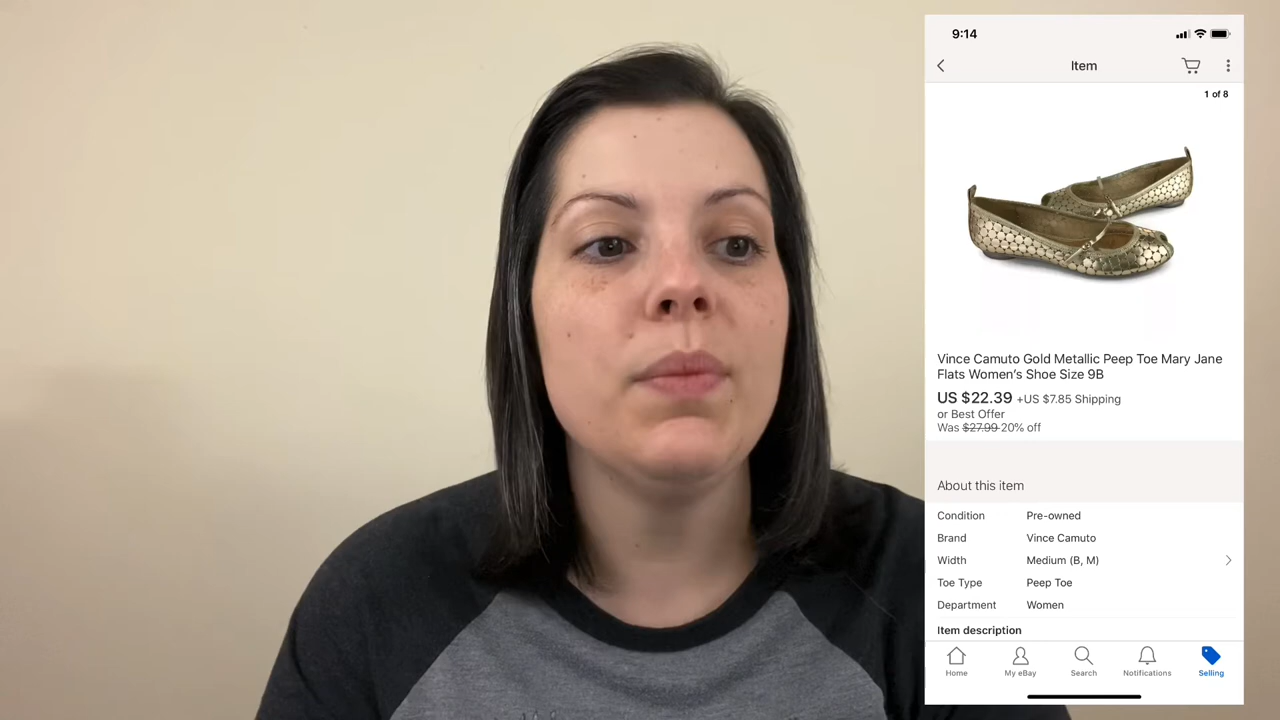 9:14
Item
1 of 8
Vince Camuto Gold Metallic Peep Toe Mary Jane
Flats Women's Shoe Size 9B
US $22.39 +US $7.85 Shipping
or Best Offer
Was $27.99 20% off
About this item
Condition Pre-owned
Brand Vince Camuto
Width Medium (B, M)
Toe Type Peep Toe
Department Women
Item description
Home My eBay Search Notifications Selling